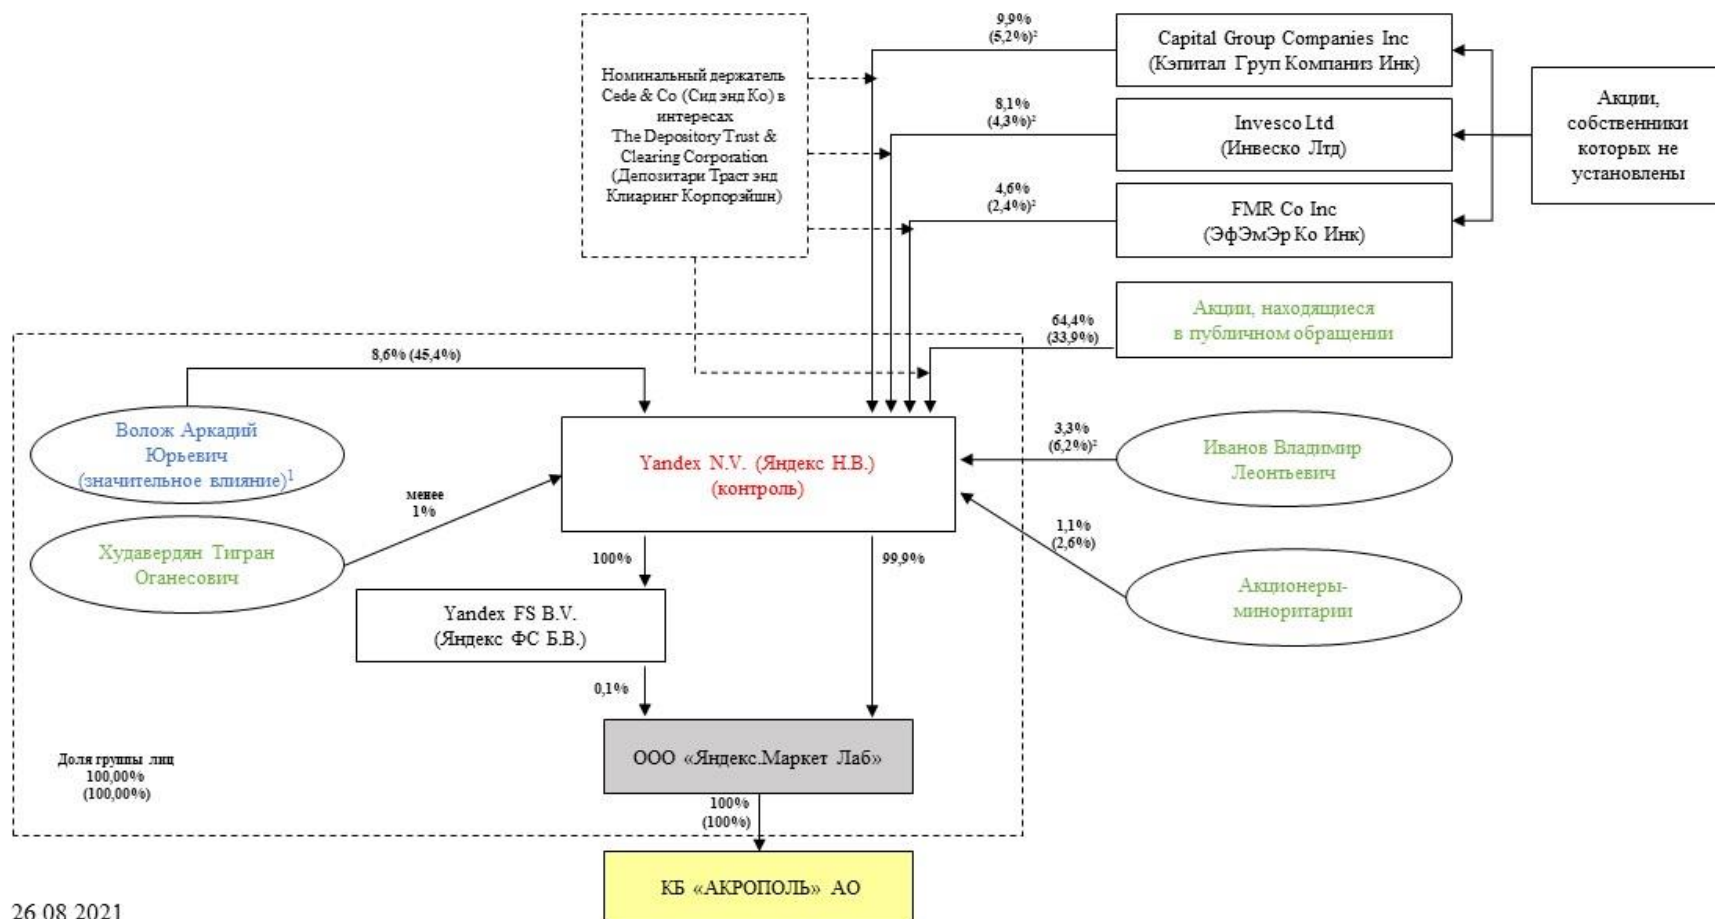 Номинальный держатель
Cede & Co (Сид энд Ко) в
интересах
The Depository Trust &
Clearing Corporation
(Депозитари Траст энд
Клиаринг Корпорэйшн)
9,9%
(5,2%)²
Capital Group Companies Inc
(Кэпитал Груп Компаниз Инк)
8,1%
(4,3%)²
Invesco Ltd
(Инвеско Лтд)
4,6%
(2,4%)²
FMR Co Inc
(ЭфЭмЭр Ко Инк)
Акции,
собственники
которых не
установлены
64,4%
(33,9%)
Акции, находящиеся
в публичном обращении
8,6% (45,4%)
Волож Аркадий
Юрьевич
(значительное влияние)¹
менее
1%
Худавердян Тигран
Оганесович
Yandex N.V. (Яндекс Н.В.)
(контроль)
3,3%
(6,2%)²
Иванов Владимир
Леонтьевич
1,1%
(2,6%)
Акционеры-
миноритарии
100%
99,9%
Yandex FS B.V.
(Яндекс ФС Б.В.)
0,1%
ООО «Яндекс.Маркет Лаб»
Доля группы лиц
100,00%
(100,00%)
100%
(100%)
КБ «АКРОПОЛЬ» АО
26.08.2021